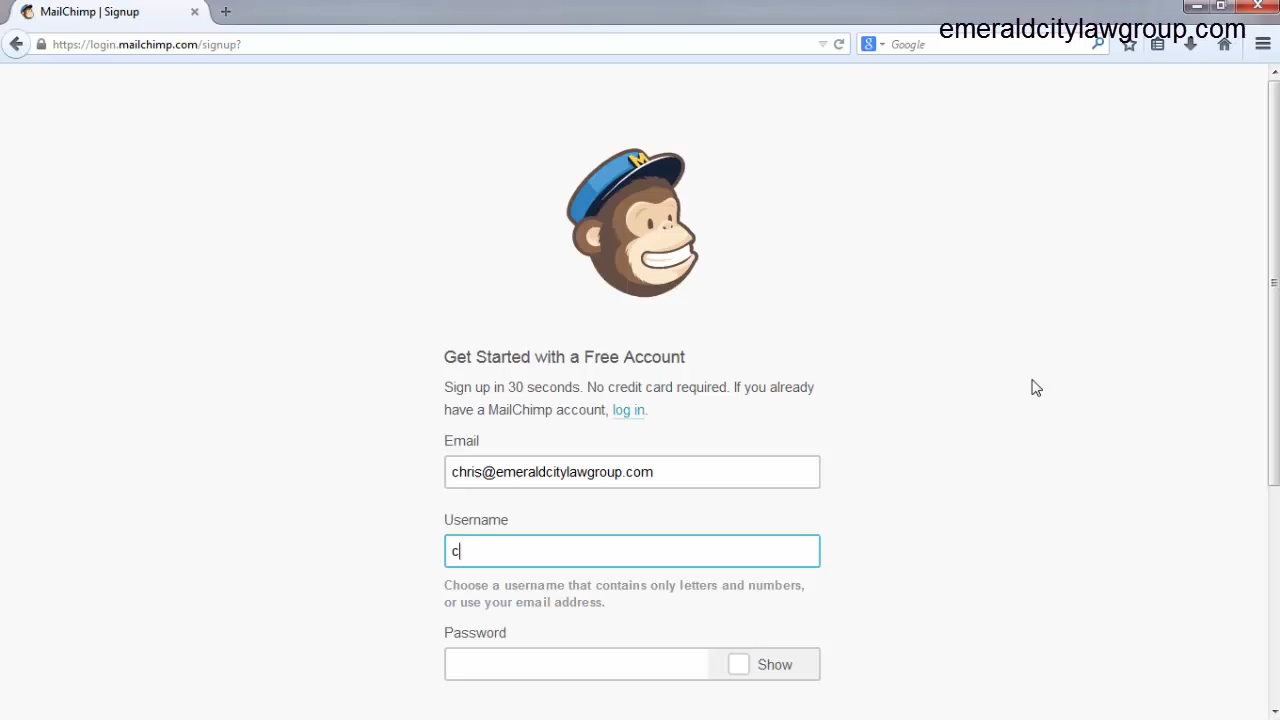 MailChimp | Signup
emeraldcitylawgroup.com
https://login.mailchimp.com/signup?
Google
M
Get Started with a Free Account
Sign up in 30 seconds. No credit card required. If you already
have a MailChimp account, log in.
Email
chris@emeraldcitylawgroup.com
Username
c
Choose a username that contains only letters and numbers,
or use your email address.
Password
Show